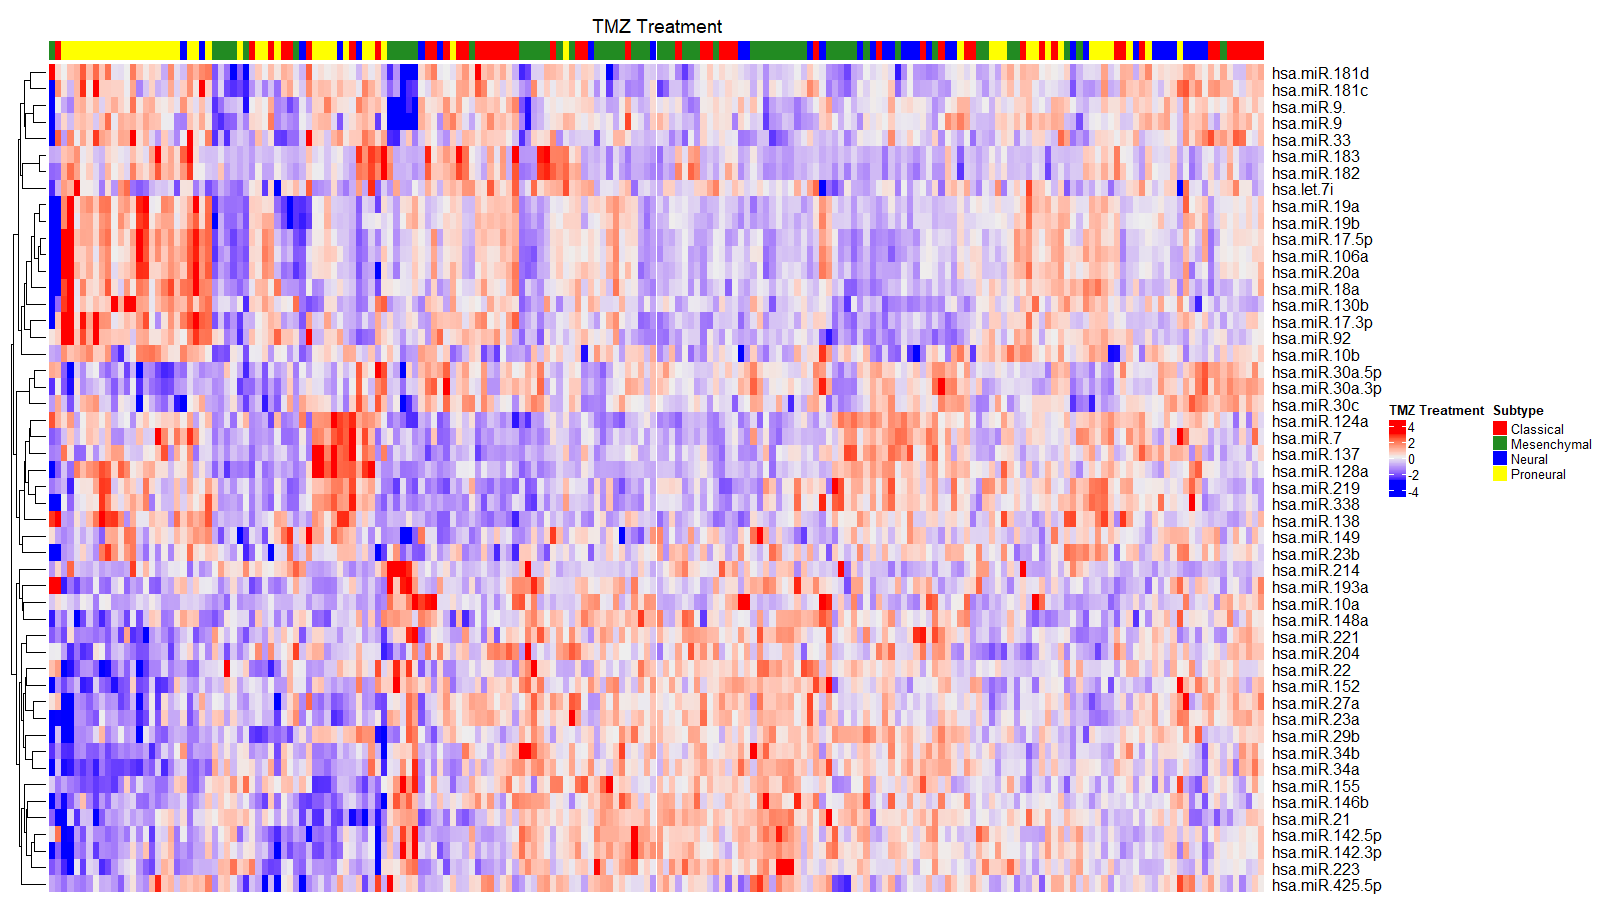 TMZ Treatment
hsa.miR.181d
hsa.miR.181c
hsa.miR.9.
hsa.miR.9
hsa.miR.33
hsa.miR.183
hsa.miR.182
hsa.let.7i
hsa.miR.19a
hsa.miR.19b
hsa.miR.17.5p
hsa.miR.106a
hsa.miR.20a
hsa.miR.18a
hsa.miR.130b
hsa.miR.17.3p
hsa.miR.92
hsa.miR.10b
hsa.miR.30a.5p
hsa.miR.30a.3p
hsa.miR.30c
hsa.miR.124a
hsa.miR.7
hsa.miR.137
hsa.miR.128a
hsa.miR.219
hsa.miR.338
hsa.miR.138
hsa.miR.149
hsa.miR.23b
hsa.miR.214
hsa.miR.193a
hsa.miR.10a
hsa.miR.148a
hsa.miR.221
hsa.miR.204
hsa.miR.22
hsa.miR.152
hsa.miR.27a
hsa.miR.23a
hsa.miR.29b
hsa.miR.34b
hsa.miR.34a
hsa.miR.155
hsa.miR.146b
hsa.miR.21
hsa.miR.142.5p
hsa.miR.142.3p
hsa.miR.223
hsa.miR.425.5p
TMZ Treatment
4
2
0
-2
-4
Subtype
Classical
Mesenchymal
Neural
Proneural